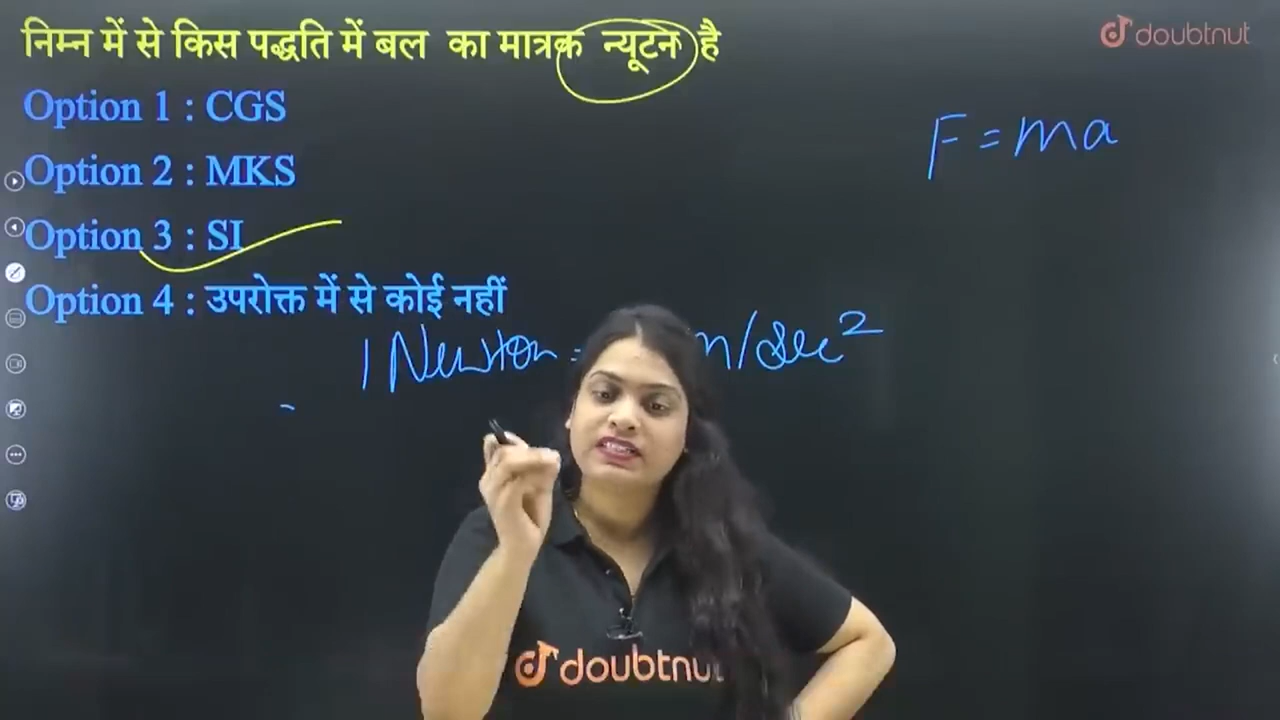 निम्न में से किस पद्धति में बल का मात्रक न्यूटन है
doubtnut
Option 1 : CGS
F = ma
Option 2 : MKS
Option 3 : SI
Option 4 : उपरोक्त में से कोई नहीं
1 Newton = m/sec²
doubtnut